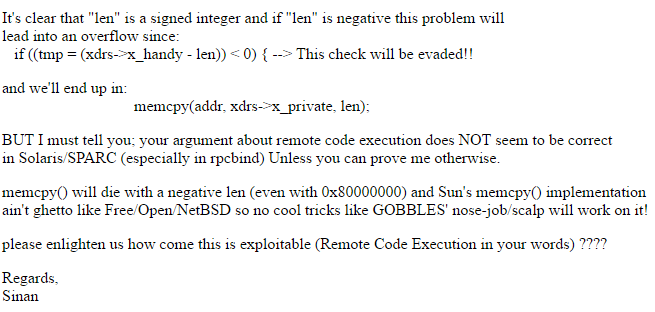 It's clear that "len" is a signed integer and if "len" is negative this problem will
lead into an overflow since:
if ((tmp = (xdrs->x_handy - len)) < 0) { --> This check will be evaded!!
and we'll end up in:
memcpy(addr, xdrs->x_private, len);
BUT I must tell you; your argument about remote code execution does NOT seem to be correct
in Solaris/SPARC (especially in rpcbind) Unless you can prove me otherwise.
memcpy() will die with a negative len (even with 0x80000000) and Sun's memcpy() implementation
ain't ghetto like Free/Open/NetBSD so no cool tricks like GOBBLES' nose-job/scalp will work on it!
please enlighten us how come this is exploitable (Remote Code Execution in your words) ????
Regards,
Sinan